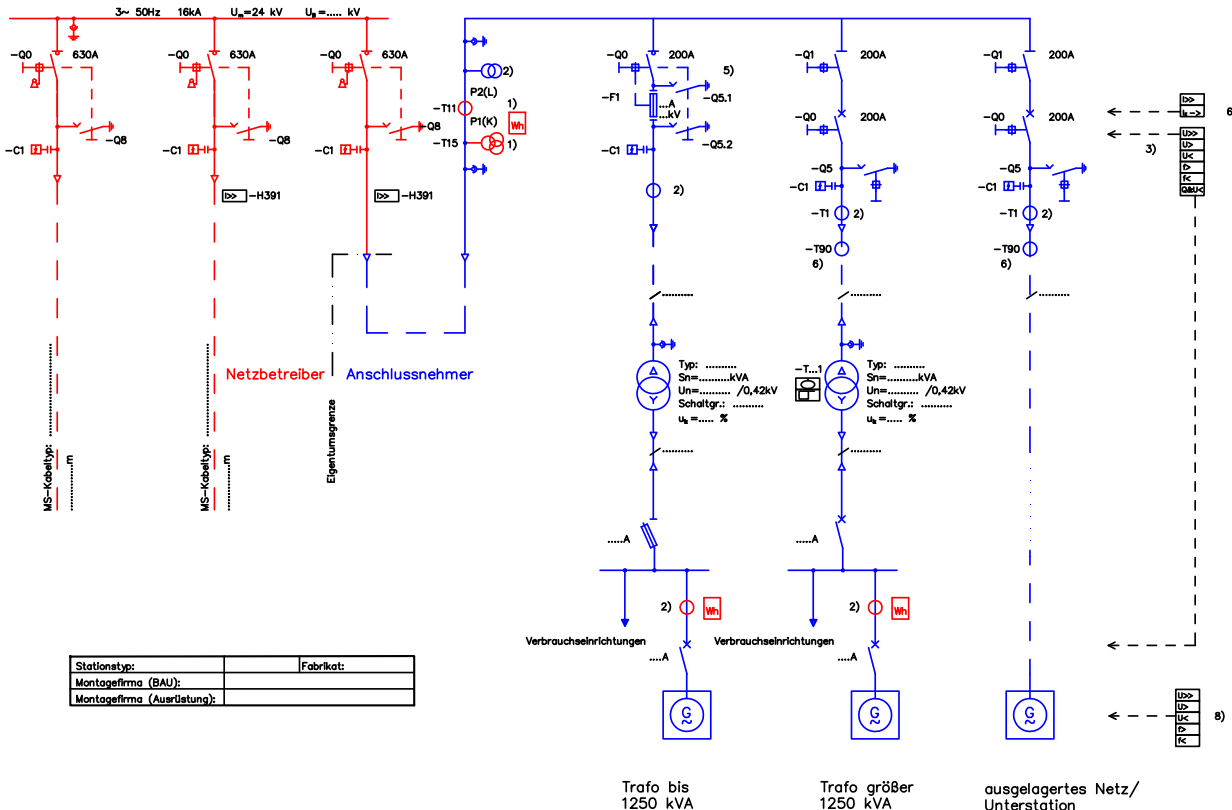 3~ 50Hz 16kA Um=24 kV UB=..... kV
-Q0 630A
-Q0 630A
-Q0 630A
-Q8
-Q8
-Q8
-C1
-C1
-C1
I>> -H391
I>> -H391
2)
P2(L)
-T11 1)
P1(K) Wh
-T15 1)
-Q0 200A
5)
-F1 ...A
...kV
-Q5.1
-Q5.2
-C1
2)
-Q1 200A
-Q0 200A
-Q5
-C1
-T1 2)
-T90
6)
-Q1 200A
-Q0 200A
-Q5
-C1
-T1 2)
-T90
6)
I>>
6
3)
U>>
U>
U<
f>
f<
Q&U<
..........
..........
..........
Netzbetreiber
Anschlussnehmer
Eigentumsgrenze
MS-Kabeltyp:
m
MS-Kabeltyp:
m
Typ: ..........
Sn=..........kVA
Un=.......... /0,42kV
Schaltgr.: ..........
uk=..... %
-T...1
Typ: ..........
Sn=..........kVA
Un=.......... /0,42kV
Schaltgr.: ..........
uk=..... %
..........
..........
.....A
.....A
2) Wh
2) Wh
Verbrauchseinrichtungen
Verbrauchseinrichtungen
....A
....A
G
~
G
~
G
~
U>>
U>
U<
f>
f<
8)
Stationstyp: Fabrikat:
Montagefirma (BAU):
Montagefirma (Ausrüstung):
Trafo bis
1250 kVA
Trafo größer
1250 kVA
ausgelagertes Netz/
Unterstation